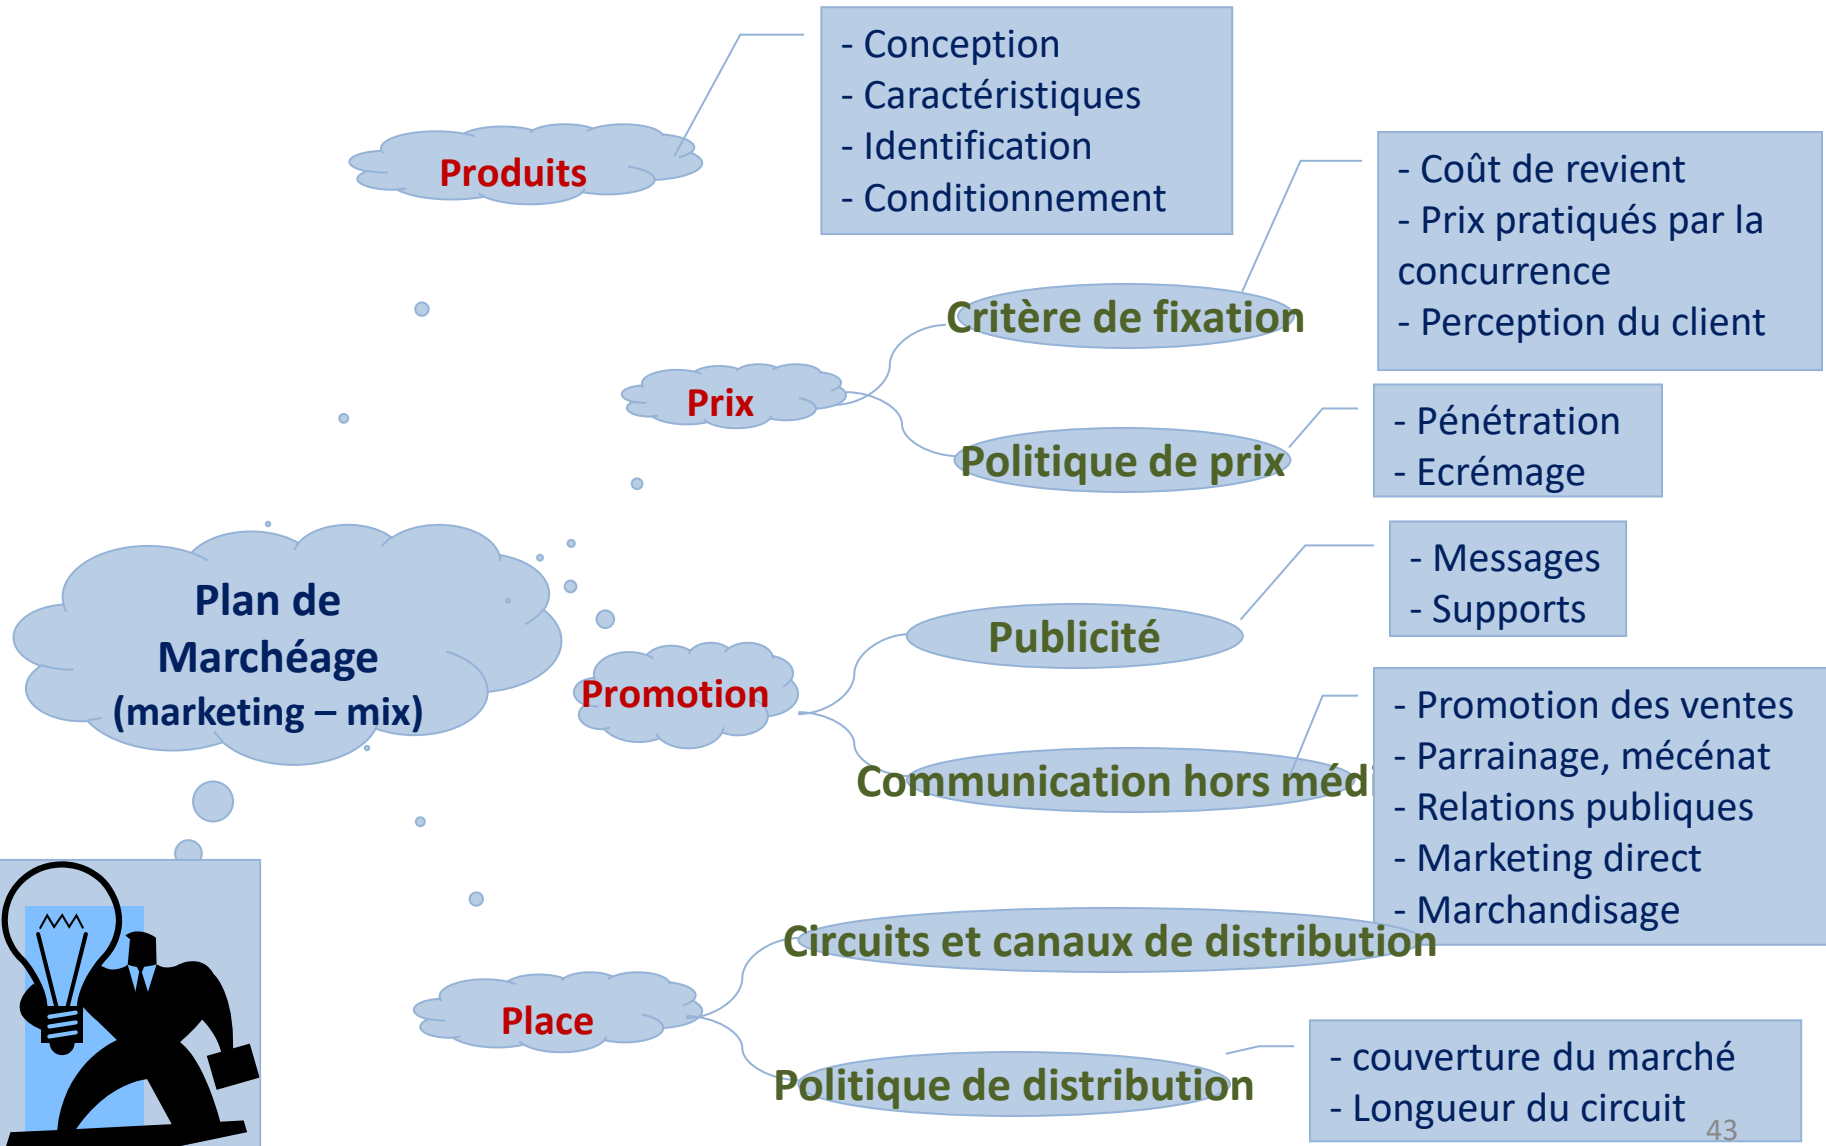 - Conception
- Caractéristiques
- Identification
- Conditionnement
Produits
- Coût de revient
- Prix pratiqués par la
concurrence
- Perception du client
Critère de fixation
Prix
Politique de prix
- Pénétration
- Ecrémage
Plan de
Marchéage
(marketing – mix)
- Messages
- Supports
Publicité
Promotion
Communication hors médi
- Promotion des ventes
- Parrainage, mécénat
- Relations publiques
- Marketing direct
- Marchandisage
Circuits et canaux de distribution
Place
Politique de distribution
- couverture du marché
- Longueur du circuit
43